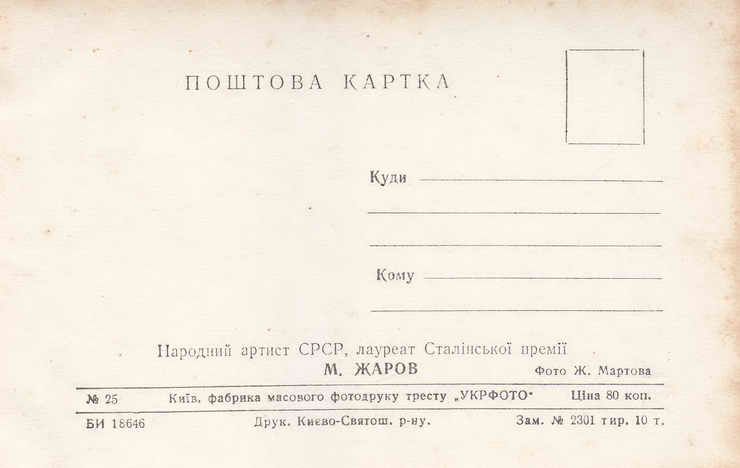 ПОШТОВА КАРТКА
Куди
Кому
Народний артист СРСР, лауреат Сталінської премії
М. ЖАРОВ
Фото Ж. Мартова
№ 25 Київ, фабрика масового фотодруку тресту „УКРФОТО" Ціна 80 коп.
БИ 18646 Друк. Києво-Святош. р-ну. Зам. № 2301 тир. 10 т.